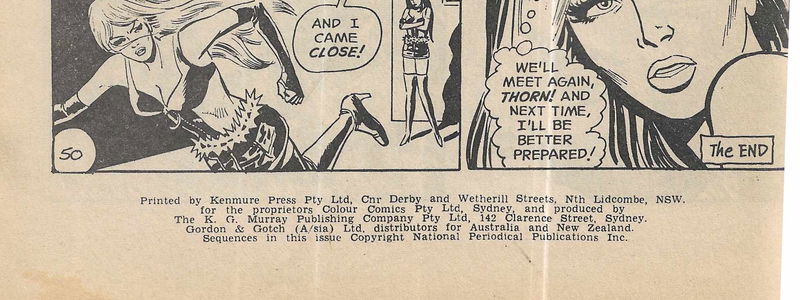 AND I
CAME
CLOSE!
WE'LL
MEET AGAIN,
THORN! AND
NEXT TIME,
I'LL BE
BETTER
PREPARED!
50
The END
Printed by Kenmure Press Pty Ltd, Cnr Derby and Wetherill Streets, Nth Lidcombe, NSW.
for the proprietors Colour Comics Pty Ltd, Sydney, and produced by
The K. G. Murray Publishing Company Pty Ltd, 142 Clarence Street, Sydney.
Gordon & Gotch (A/sia) Ltd, distributors for Australia and New Zealand.
Sequences in this issue Copyright National Periodical Publications Inc.